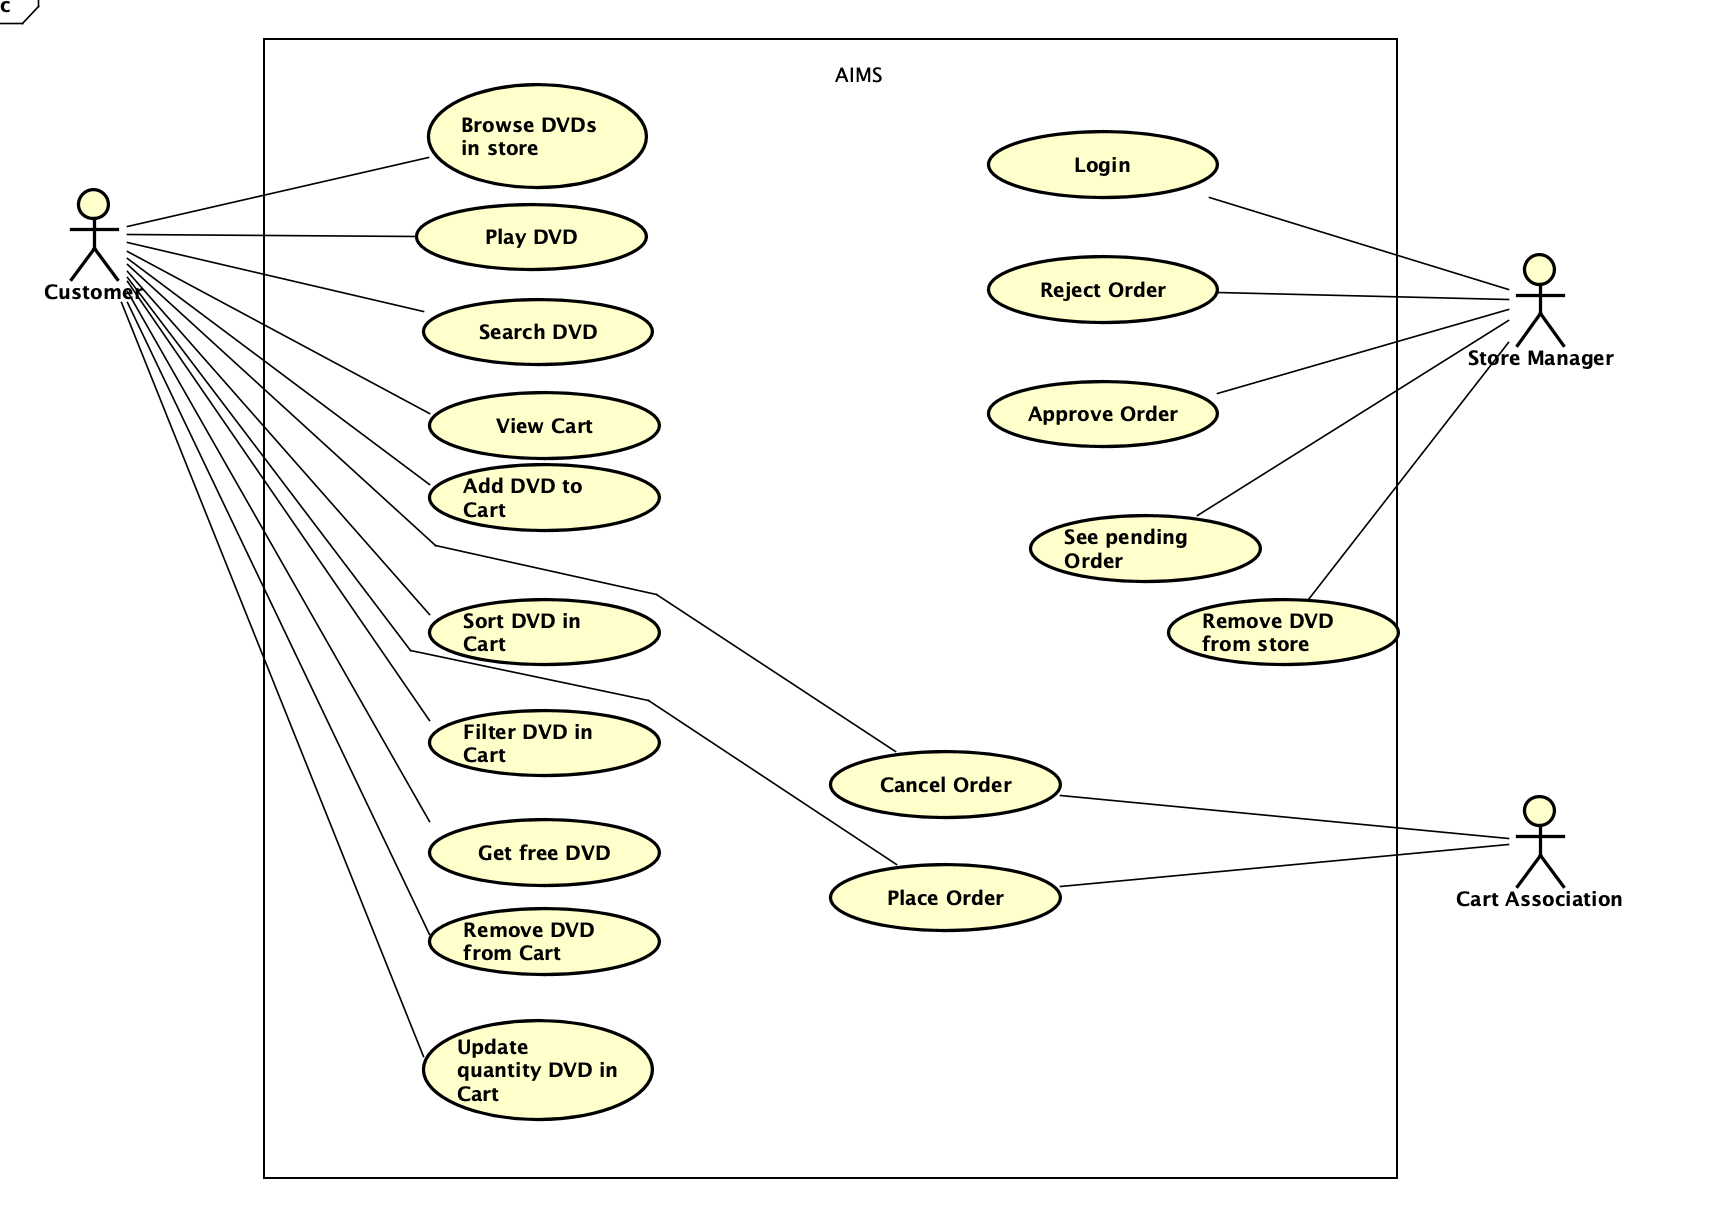 c
AIMS
Browse DVDs
in store
Play DVD
Search DVD
View Cart
Add DVD to
Cart
Sort DVD in
Cart
Filter DVD in
Cart
Get free DVD
Remove DVD
from Cart
Update
quantity DVD in
Cart
Customer
Login
Reject Order
Approve Order
See pending
Order
Remove DVD
from store
Store Manager
Cancel Order
Place Order
Cart Association